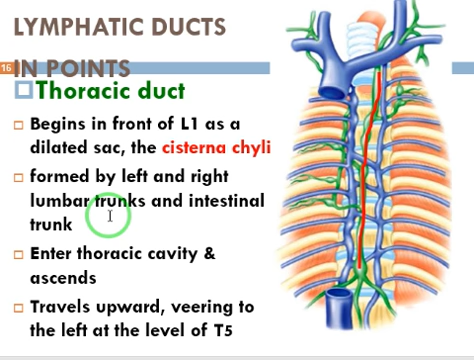 LYMPHATIC DUCTS
IN POINTS
16
Thoracic duct
Begins in front of L1 as a
dilated sac, the cisterna chyli
formed by left and right
lumbar trunks and intestinal
trunk
Enter thoracic cavity &
ascends
Travels upward, veering to
the left at the level of T5